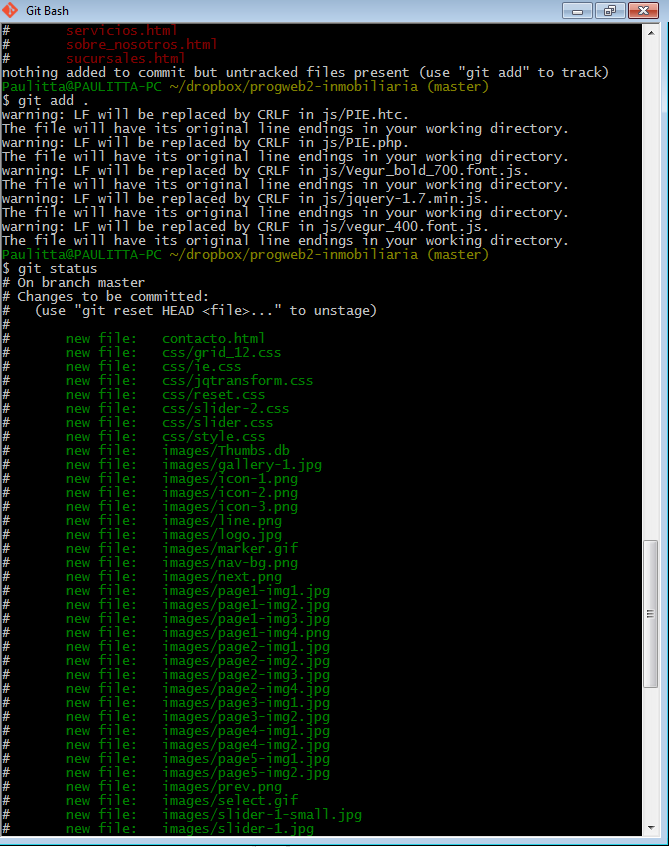 Git Bash
#       servicios.html
#       sobre_nosotros.html
#       sucursales.html
nothing added to commit but untracked files present (use "git add" to track)
Paulitta@PAULITTA-PC ~/dropbox/progweb2-inmobiliaria (master)
$ git add .
warning: LF will be replaced by CRLF in js/PIE.htc.
The file will have its original line endings in your working directory.
warning: LF will be replaced by CRLF in js/PIE.php.
The file will have its original line endings in your working directory.
warning: LF will be replaced by CRLF in js/Vegur_bold_700.font.js.
The file will have its original line endings in your working directory.
warning: LF will be replaced by CRLF in js/jquery-1.7.min.js.
The file will have its original line endings in your working directory.
warning: LF will be replaced by CRLF in js/vegur_400.font.js.
The file will have its original line endings in your working directory.
Paulitta@PAULITTA-PC ~/dropbox/progweb2-inmobiliaria (master)
$ git status
# On branch master
# Changes to be committed:
#   (use "git reset HEAD <file>..." to unstage)
#
#       new file:   contacto.html
#       new file:   css/grid_12.css
#       new file:   css/ie.css
#       new file:   css/jqtransform.css
#       new file:   css/reset.css
#       new file:   css/slider-2.css
#       new file:   css/slider.css
#       new file:   css/style.css
#       new file:   images/Thumbs.db
#       new file:   images/gallery-1.jpg
#       new file:   images/icon-1.png
#       new file:   images/icon-2.png
#       new file:   images/icon-3.png
#       new file:   images/line.png
#       new file:   images/logo.jpg
#       new file:   images/marker.gif
#       new file:   images/nav-bg.png
#       new file:   images/next.png
#       new file:   images/page1-img1.jpg
#       new file:   images/page1-img2.jpg
#       new file:   images/page1-img3.jpg
#       new file:   images/page1-img4.png
#       new file:   images/page2-img1.jpg
#       new file:   images/page2-img2.jpg
#       new file:   images/page2-img3.jpg
#       new file:   images/page2-img4.jpg
#       new file:   images/page3-img1.jpg
#       new file:   images/page3-img2.jpg
#       new file:   images/page4-img1.jpg
#       new file:   images/page4-img2.jpg
#       new file:   images/page5-img1.jpg
#       new file:   images/page5-img2.jpg
#       new file:   images/prev.png
#       new file:   images/select.gif
#       new file:   images/slider-1-small.jpg
#       new file:   images/slider-1.jpg